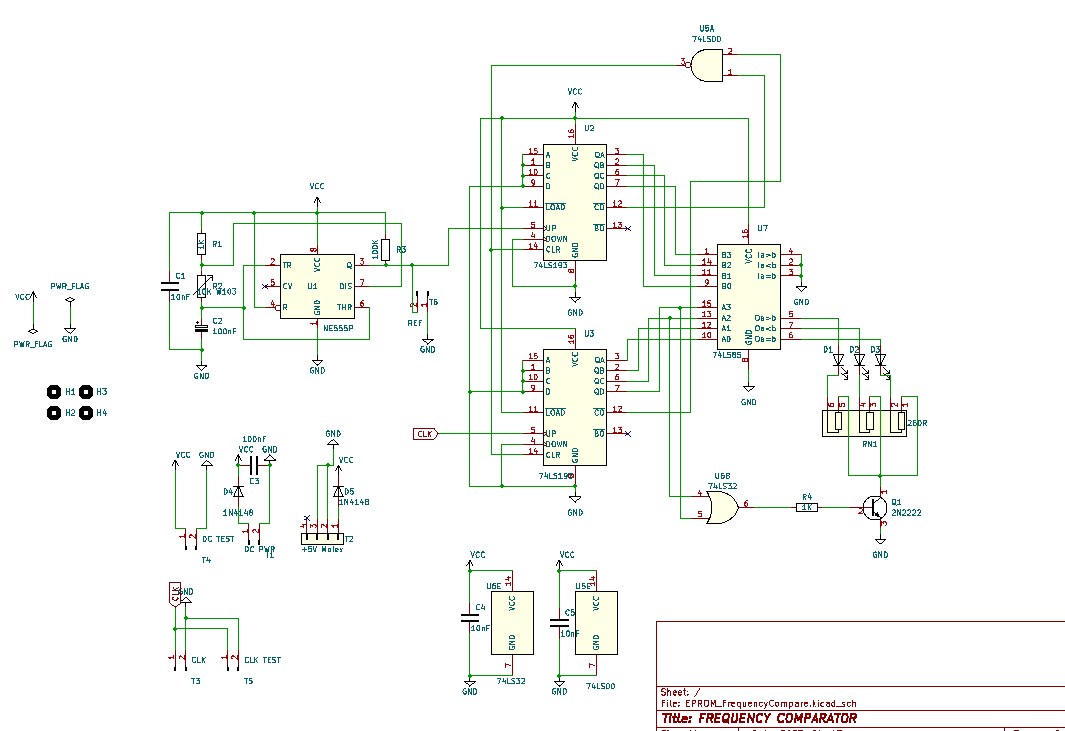 U5A
74LS00
2
3
1
VCC
16
U2
VCC
15 A QA 3
1 B QB 2
10 C QC 6
9 D QD 7
11 LOAD CO 12
5 UP BO 13
4 DOWN
14 CLR
GND
74LS193
8
GND
VCC
1K R1
8
VCC
2 TR Q 3
5 CV U1 DIS 7
4 R GND THR 6
1
NE555P
GND
100K R3
C1
10nF
R2
10K W103
C2
100nF
GND
2 1 T6
REF
GND
16 U7
VCC
1 B3 Ia>b 4
14 B2 Ia<b 2
11 B1 Ia=b 3
9 B0
15 A3
13 A2 Oa>b 5
12 A1 Oa<b 7
10 A0 Oa=b 6
GND
74LS85
8
GND
GND
VCC
PWR_FLAG
PWR_FLAG
GND
H1 H3
H2 H4
U3
16
VCC
15 A QA 3
1 B QB 2
10 C QC 6
9 D QD 7
11 LOAD CO 12
CLK 5 UP BO 13
4 DOWN
14 CLR
GND
8
GND
D1 D2 D3
6 5 4 3 2 1
260R
RN1
VCC GND
1 2 DC TEST
T4
100nF
VCC GND
C3
D4
1N4148
1 2
DC PWR
T1
GND
VCC
D5
1N4148
4 3 2 1
T2
+5V Molex
U6B
74LS32
4
5
6
R4
1K
2
1
3
Q1
2N2222
GND
CLK
GND
1 2 CLK
T3
1 2 CLK TEST
T5
VCC
U6E 14
VCC
C4
10nF
GND
7
74LS32
GND
VCC
U5E 14
VCC
C5
10nF
GND
7
74LS00
GND
Sheet: /
File: EPROM_FrequencyCompare.kicad_sch
Title: FREQUENCY COMPARATOR